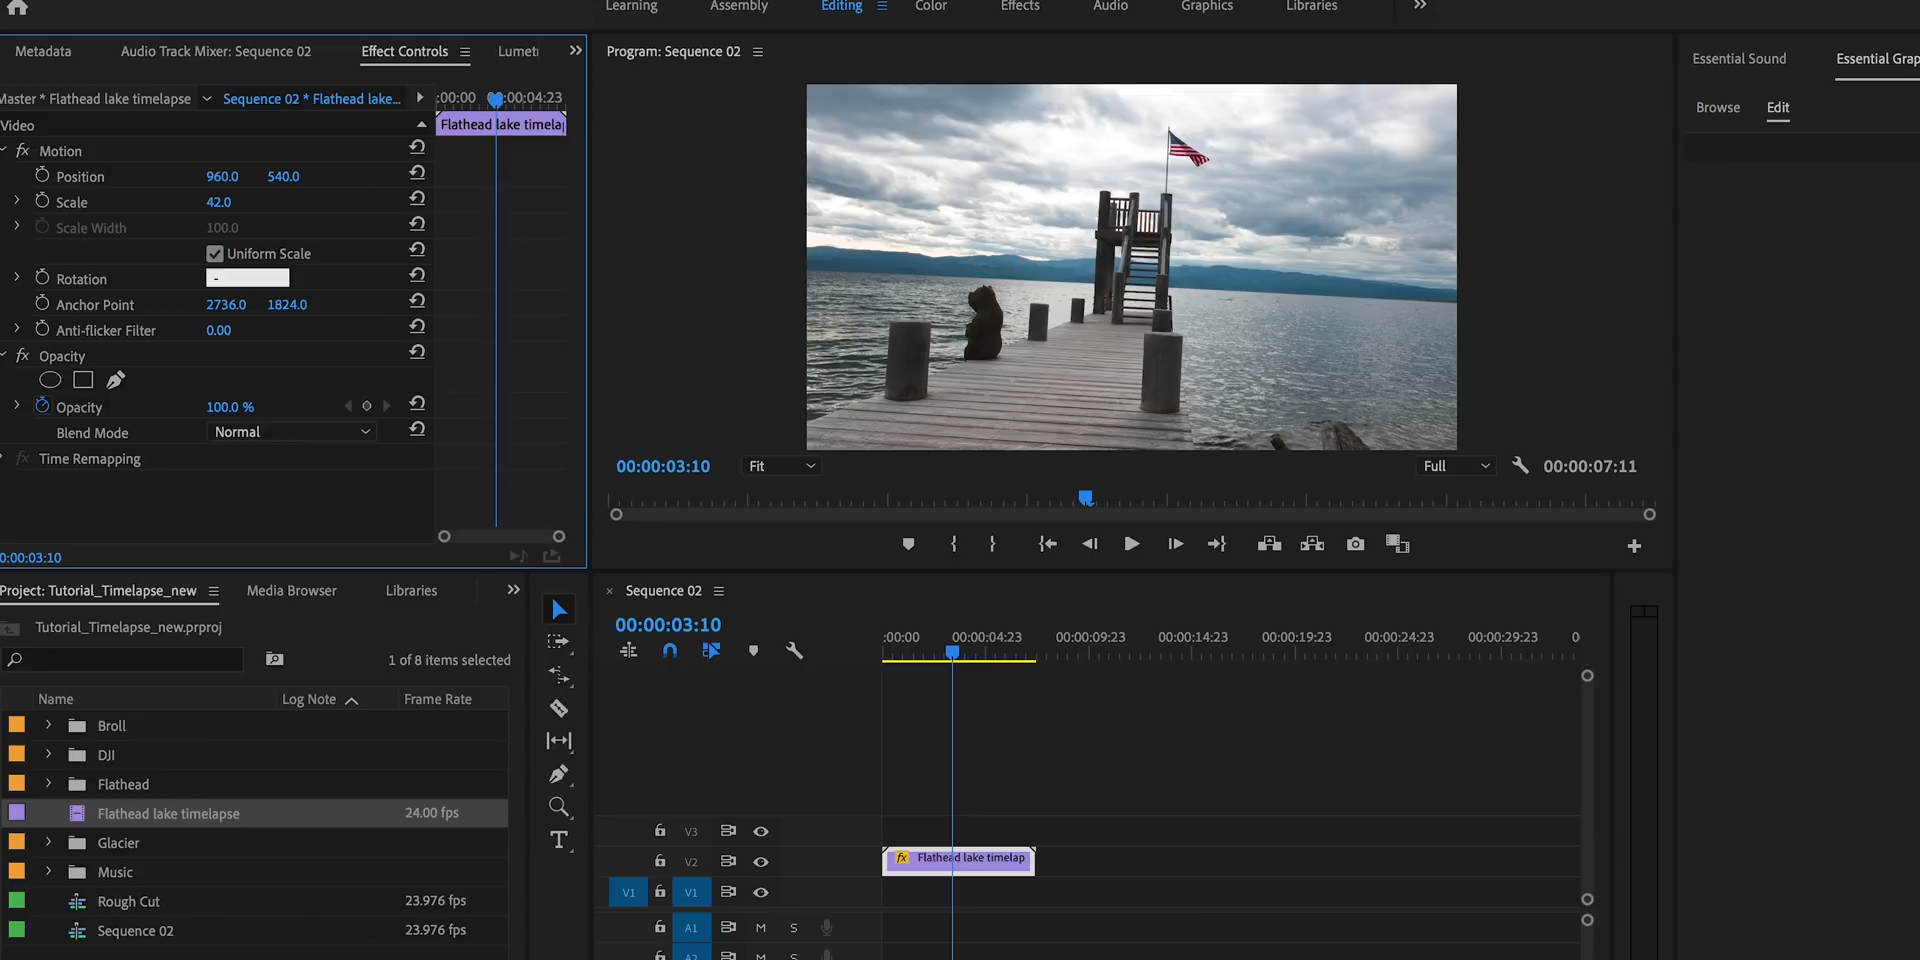 Learning Assembly Editing Color Effects Audio Graphics Libraries
Metadata Audio Track Mixer: Sequence 02 Effect Controls
Program: Sequence 02
Essential Sound
Browse Edit
Master * Flathead lake timelapse Sequence 02 * Flathead lake... :00:00 00:00:04:23
Video
Flathead lake
Motion
Position 960.0 540.0
Scale 42.0
Scale Width 100.0
Uniform Scale
Rotation -
Anchor Point 2736.0 1824.0
Anti-flicker Filter 0.00
Opacity
Opacity 100.0 %
Blend Mode Normal
Time Remapping
0:00:03:10
00:00:03:10 Fit Full 00:00:07:11
Project: Tutorial_Timelapse_new Media Browser Libraries
Tutorial_Timelapse_new.prproj
1 of 8 items selected
Name Log Note Frame Rate
Broll
DJI
Flathead
Flathead lake timelapse 24.00 fps
Glacier
Music
Rough Cut 23.976 fps
Sequence 02 23.976 fps
× Sequence 02
00:00:03:10
:00:00 00:00:04:23 00:00:09:23 00:00:14:23 00:00:19:23 00:00:24:23 00:00:29:23 0
V3
V2 fx Flathead lake timelap
V1 V1
A1 M S
A2 M S